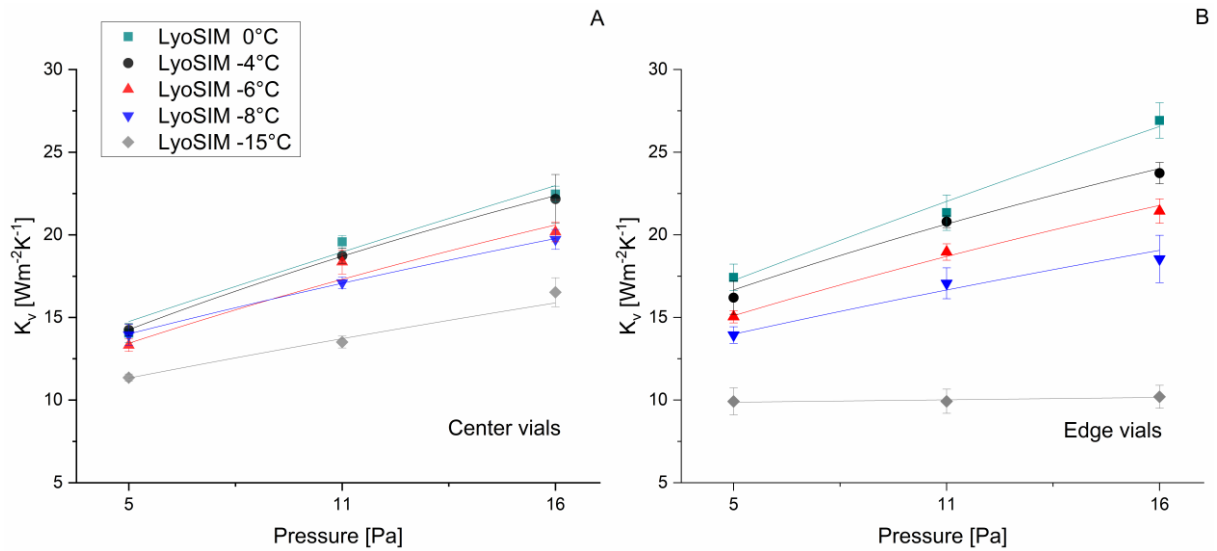 A
LyoSIM 0°C
LyoSIM -4°C
LyoSIM -6°C
LyoSIM -8°C
LyoSIM -15°C
30
25
20
15
10
5
Kv [Wm-2K-1]
Center vials
5
11
16
Pressure [Pa]
B
30
25
20
15
10
5
Kv [Wm-2K-1]
Edge vials
5
11
16
Pressure [Pa]